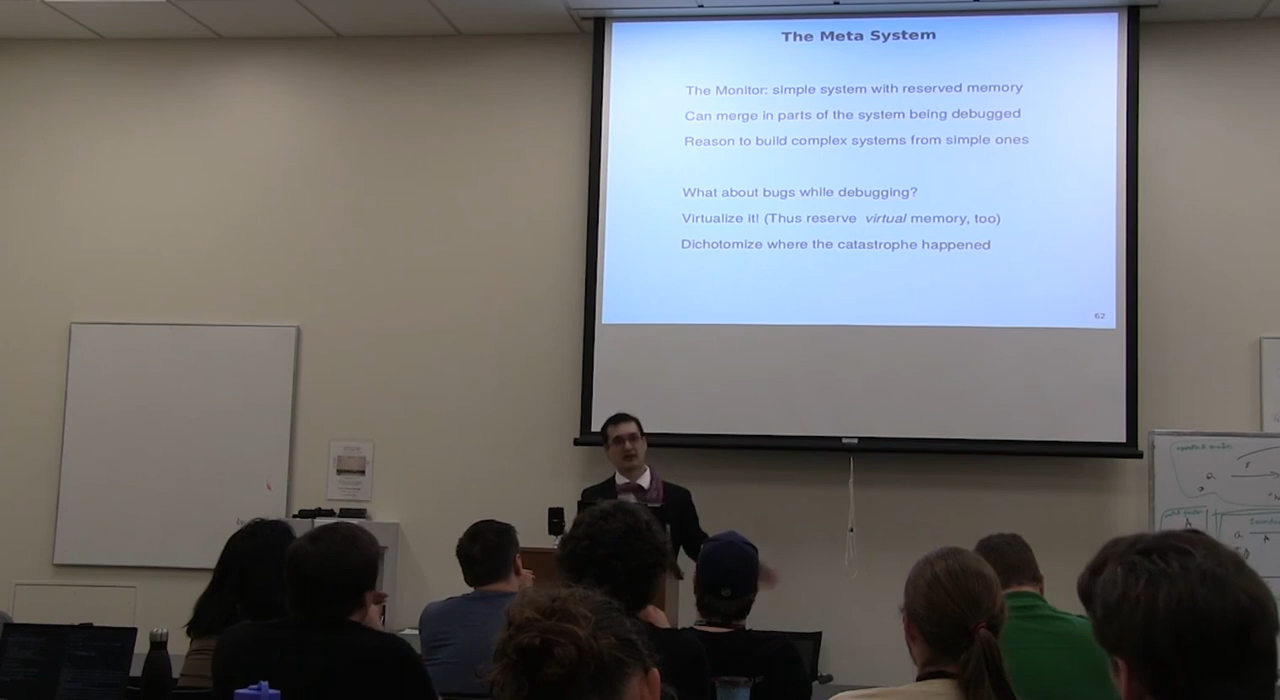 The Meta System
The Monitor: simple system with reserved memory
Can merge in parts of the system being debugged
Reason to build complex systems from simple ones
What about bugs while debugging?
Virtualize it! (Thus reserve virtual memory, too)
Dichotomize where the catastrophe happened
62